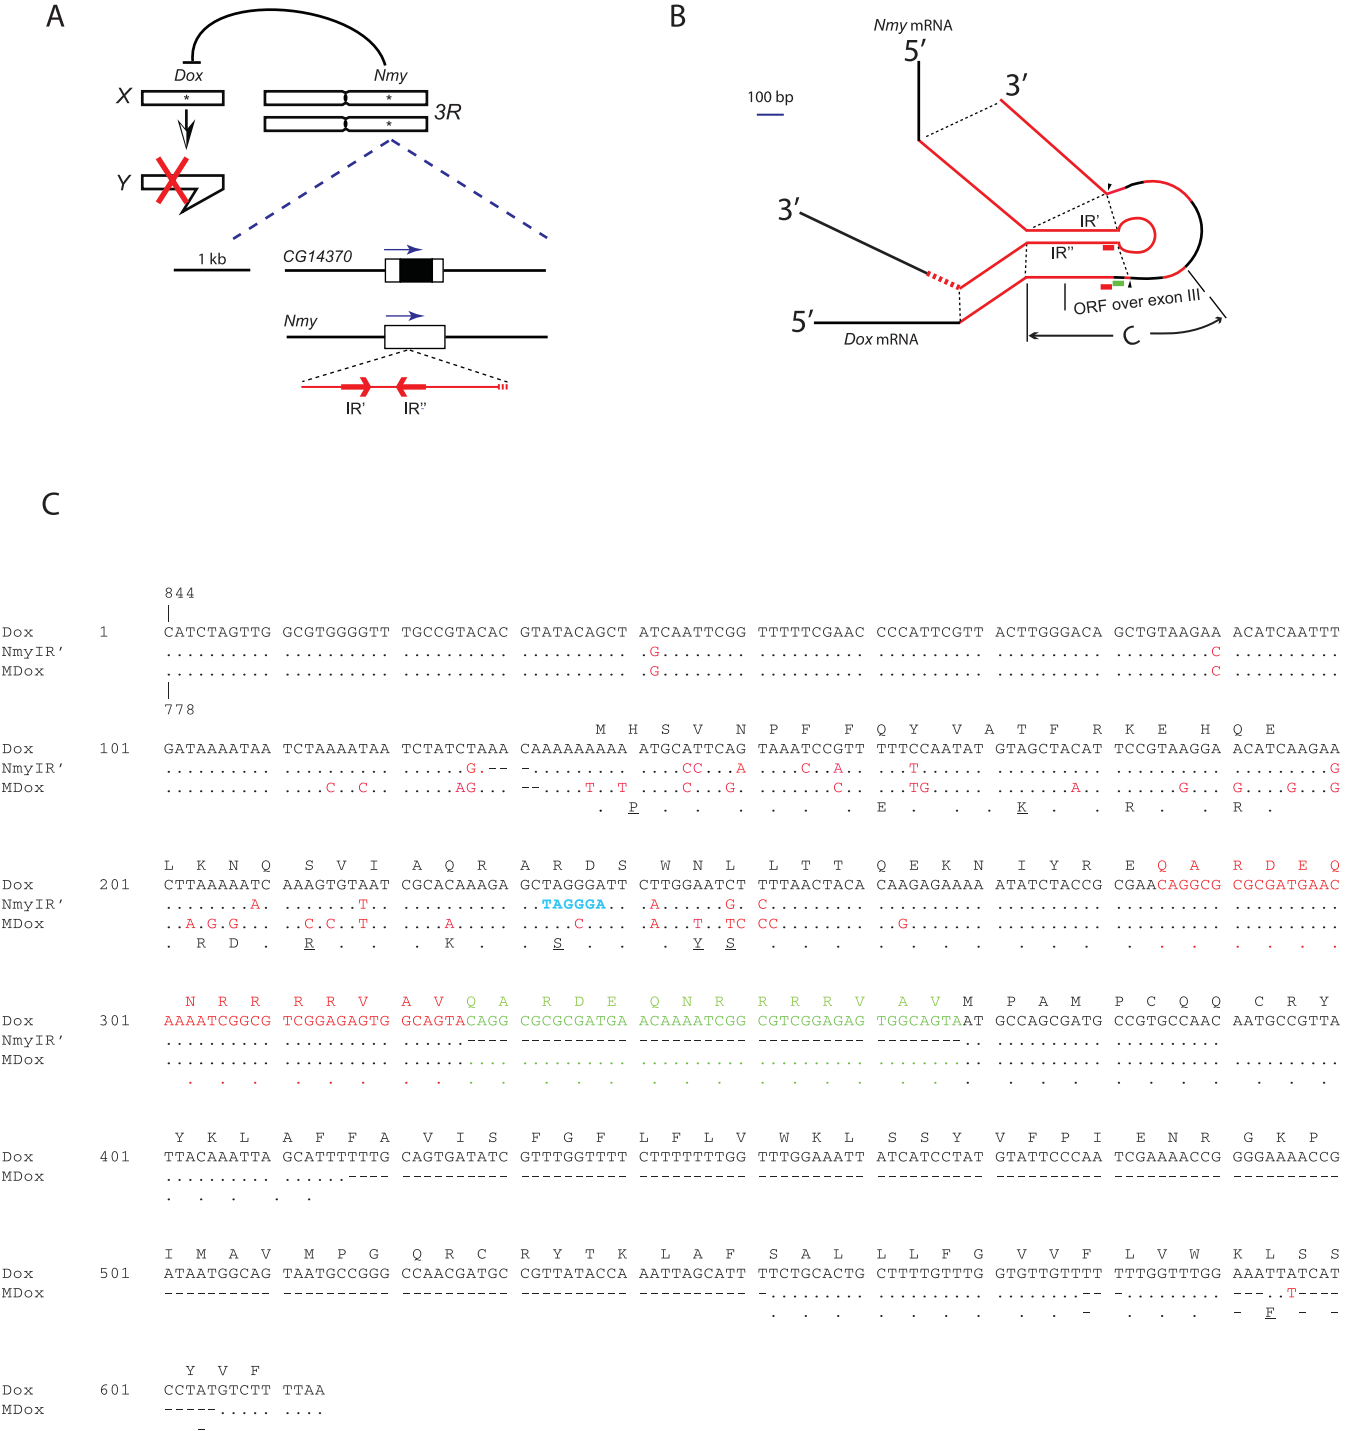 A
Dox
Nmy
X
3R
Y
1 kb
CG14370
Nmy
IR'
IR"
B
Nmy mRNA
5'
3'
100 bp
IR'
3'
IR"
ORF over exon III
5'
Dox mRNA
C
C
844
Dox 1 CATCTAGTTG GCGTGGGGTT TGCCGTACAC GTATACAGCT ATCAATTCGG TTTTTCGAAC CCCATTCGTT ACTTGGGACA GCTGTAAGAA ACATCAATTT
NmyIR' .......... .......... .......... .......... .G........ .......... .......... .......... .........C ..........
MDox .......... .......... .......... .......... .G........ .......... .......... .......... .........C ..........
778
M H S V N P F F Q Y V A T F R K E H Q E
Dox 101 GATAAAATAA TCTAAAATAA TCTATCTAAA CAAAAAAAAA ATGCATTCAG TAAATCCGTT TTTCCAATAT GTAGCTACAT TCCGTAAGGA ACATCAAGAA
NmyIR' .......... .......... ......G.-- -......... ....CC...A ....C..A.. ...T...... .......... .......... .........G
MDox .......... ....C..C.. .....AG... --....T..T ....C...G. .......C.. ...TG..... .......A.. ......G... G....G...G
. P . . . . . . E . . K . . R . . R .
L K N Q S V I A Q R A R D S W N L L T T Q E K N I Y R E Q A R D E Q
Dox 201 CTTAAAAATC AAAGTGTAAT CGCACAAAGA GCTAGGGATT CTTGGAATCT TTTAACTACA CAAGAGAAAA ATATCTACCG CGAACAGGCG CGCGATGAAC
NmyIR' ........A. .......T.. .......... ..TAGGGA.. .A......G. C......... .......... .......... .......... ..........
MDox ..A.G.G... ..C.C..T.. ....A..... .....C.... .A...T..TC CC........ ..G....... .......... .......... ..........
. R D . R . . K . . S . . Y S . . . . . . . . . . . . . . . .
N R R R R V A V Q A R D E Q N R R R R V A V M P A M P C Q Q C R Y
Dox 301 AAAATCGGCG TCGGAGAGTG GCAGTACAGG CGCGCGATGA ACAAAATCGG CGTCGGAGAG TGGCAGTAAT GCCAGCGATG CCGTGCCAAC AATGCCGTTA
NmyIR' .......... .......... ......---- ---------- ---------- ---------- --------.. .......... ..........
MDox .......... .......... .......... .......... .......... .......... .......... .......... .......... ..........
. . . . . . . . . . . . . . . . . . . . . . . . . . . . . . . . .
Y K L A F F A V I S F G F L F L V W K L S S Y V F P I E N R G K P
Dox 401 TTACAAATTA GCATTTTTTG CAGTGATATC GTTTGGTTTT CTTTTTTTGG TTTGGAAATT ATCATCCTAT GTATTCCCAA TCGAAAACCG GGGAAAACCG
MDox .......... ......---- ---------- ---------- ---------- ---------- ---------- ---------- ---------- ----------
. . . . .
I M A V M P G Q R C R Y T K L A F S A L L L F G V V F L V W K L S S
Dox 501 ATAATGGCAG TAATGCCGGG CCAACGATGC CGTTATACCA AATTAGCATT TTCTGCACTG CTTTTGTTTG GTGTTGTTTT TTTGGTTTGG AAATTATCAT
MDox ---------- ---------- ---------- ---------- ---------- -......... .......... ........-- -......... ---..T----
. . . . . . . . . - . . . - F - -
Y V F
Dox 601 CCTATGTCTT TTAA
MDox -----..... ....
-